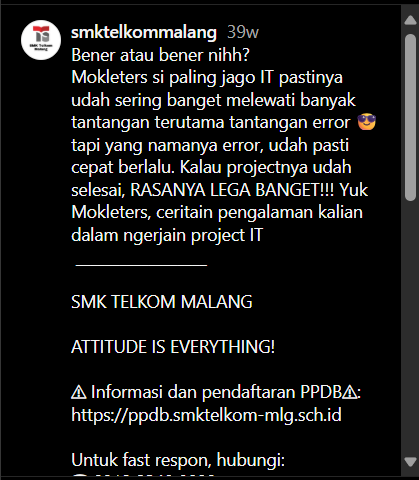 smktelkommalang 39w
Bener atau bener nihh?
Mokleters si paling jago IT pastinya
udah sering banget melewati banyak
tantangan terutama tantangan error 😎
tapi yang namanya error, udah pasti
cepat berlalu. Kalau projectnya udah
selesai, RASANYA LEGA BANGET!!! Yuk
Mokleters, ceritain pengalaman kalian
dalam ngerjain project IT
_______________
SMK TELKOM MALANG
ATTITUDE IS EVERYTHING!
⚠ Informasi dan pendaftaran PPDB⚠:
https://ppdb.smktelkom-mlg.sch.id
Untuk fast respon, hubungi: